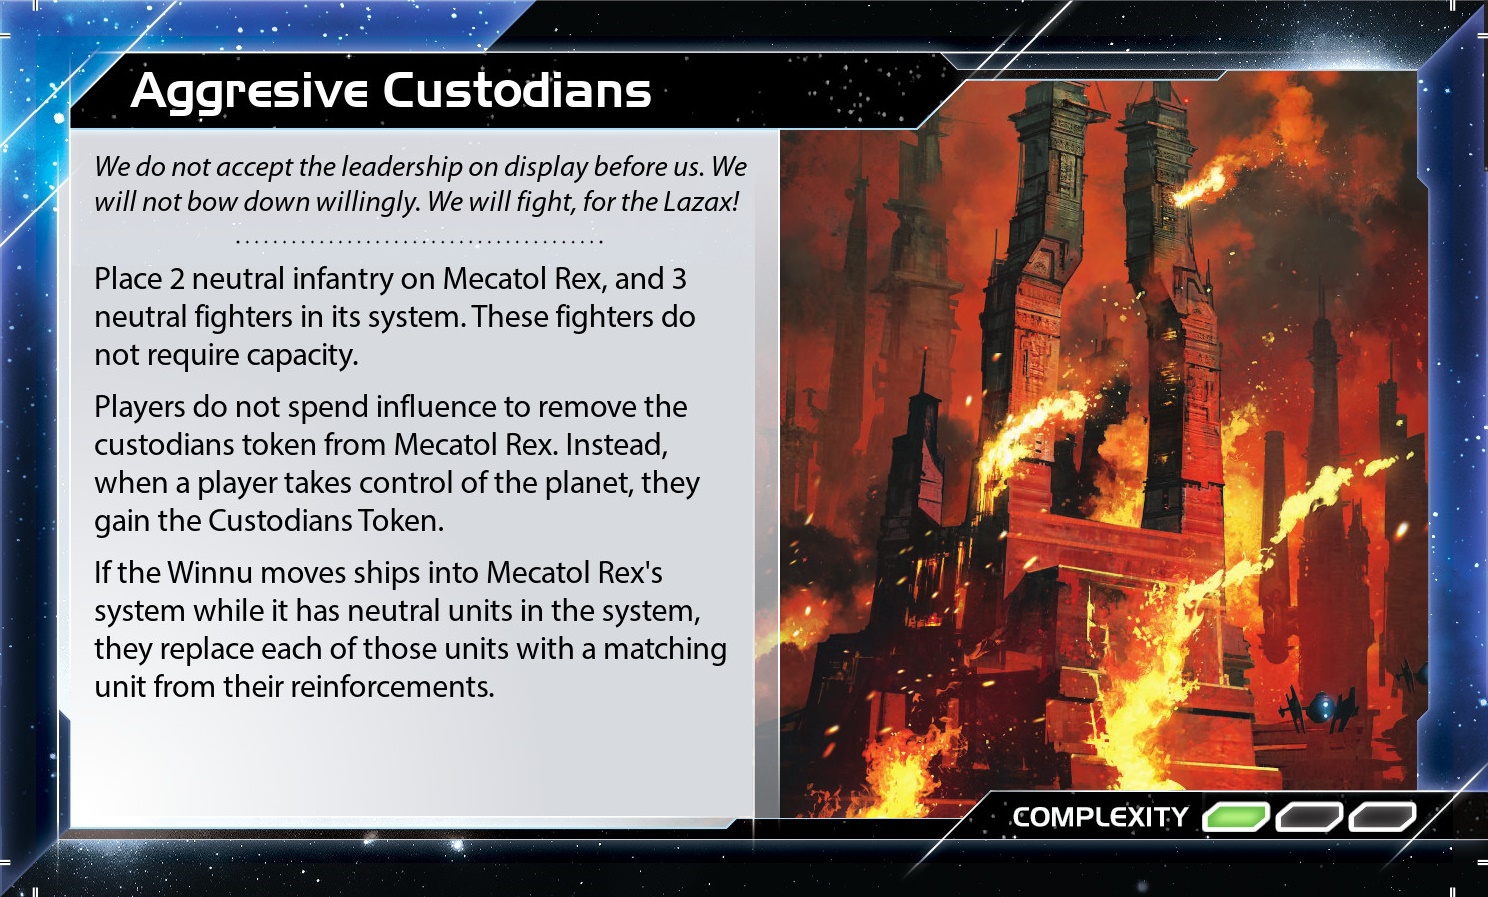 Aggresive Custodians
We do not accept the leadership on display before us. We
will not bow down willingly. We will fight, for the Lazax!
Place 2 neutral infantry on Mecatol Rex, and 3
neutral fighters in its system. These fighters do
not require capacity.
Players do not spend influence to remove the
custodians token from Mecatol Rex. Instead,
when a player takes control of the planet, they
gain the Custodians Token.
If the Winnu moves ships into Mecatol Rex's
system while it has neutral units in the system,
they replace each of those units with a matching
unit from their reinforcements.
COMPLEXITY